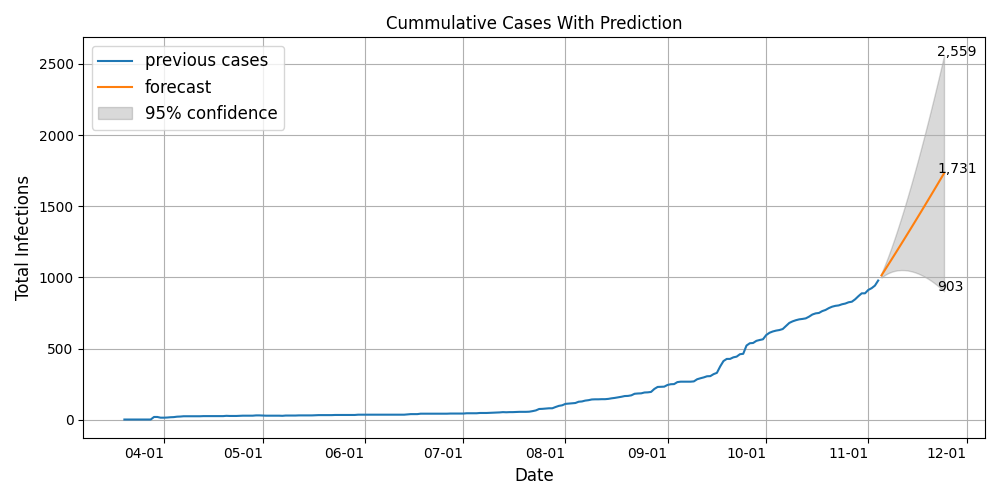 Cummulative Cases With Prediction
previous cases
forecast
95% confidence
2,559
1,731
903
Total Infections
2500
2000
1500
1000
500
0
04-01 05-01 06-01 07-01 08-01 09-01 10-01 11-01 12-01
Date